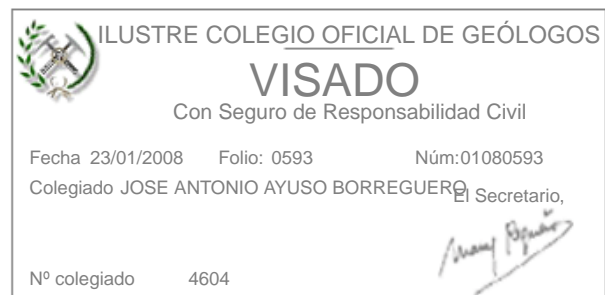 ILUSTRE COLEGIO OFICIAL DE GEÓLOGOS
VISADO
Con Seguro de Responsabilidad Civil
Fecha 23/01/2008 Folio: 0593 Núm:01080593
Colegiado JOSE ANTONIO AYUSO BORREGUERO
El Secretario,
Nº colegiado 4604